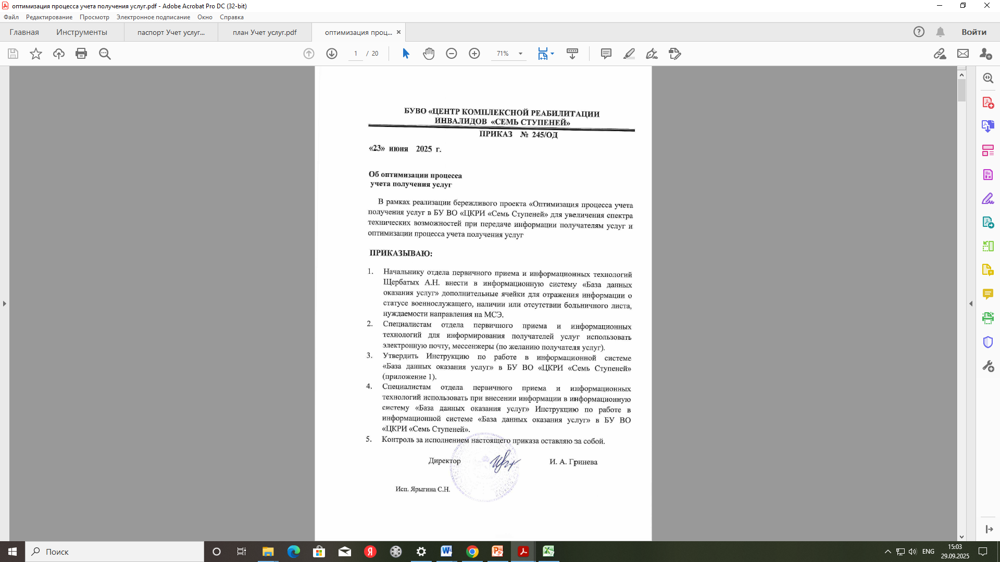 оптимизация процесса учета получения услуг.pdf - Adobe Acrobat Pro DC (32-bit)
Файл Редактирование Просмотр Электронное подписание Окно Справка
Главная Инструменты паспорт Учет услуг... план Учет услуг.pdf оптимизация проц... Войти
1 / 20 71%
БУВО «ЦЕНТР КОМПЛЕКСНОЙ РЕАБИЛИТАЦИИ
ИНВАЛИДОВ «СЕМЬ СТУПЕНЕЙ»
ПРИКАЗ № 245/ОД
«23» июня 2025 г.
Об оптимизации процесса
учета получения услуг
В рамках реализации бережливого проекта «Оптимизация процесса учета
получения услуг в БУ ВО «ЦКРИ «Семь Ступеней» для увеличения спектра
технических возможностей при передаче информации получателям услуг и
оптимизации процесса учета получения услуг
ПРИКАЗЫВАЮ:
1. Начальнику отдела первичного приема и информационных технологий
Щербатых А.Н. внести в информационную систему «База данных
оказания услуг» дополнительные ячейки для отражения информации о
статусе военнослужащего, наличии или отсутствии больничного листа,
нуждаемости направления на МСЭ.
2. Специалистам отдела первичного приема и информационных
технологий для информирования получателей услуг использовать
электронную почту, мессенжеры (по желанию получателя услуг).
3. Утвердить Инструкцию по работе в информационной системе
«База данных оказания услуг» в БУ ВО «ЦКРИ «Семь Ступеней»
(приложение 1).
4. Специалистам отдела первичного приема и информационных
технологий использовать при внесении информации в информационную
систему «База данных оказания услуг» Инструкцию по работе в
информационной системе «База данных оказания услуг» в БУ ВО
«ЦКРИ «Семь Ступеней».
5. Контроль за исполнением настоящего приказа оставляю за собой.
Директор И. А. Гринева
Исп. Ярыгина С.Н.
Поиск
ENG 15:03
29.09.2025